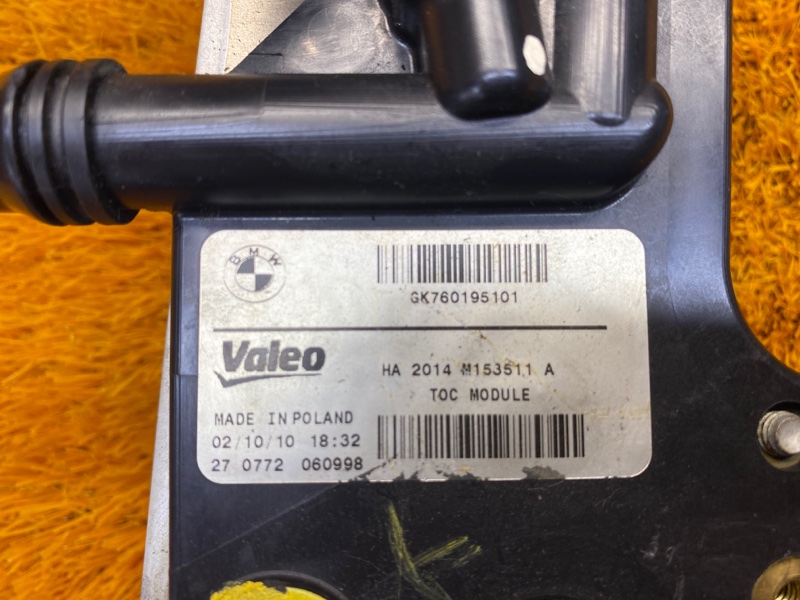 BMW
GK760195101
Valeo
HA 2014 M153511 A
TOC MODULE
MADE IN POLAND
02/10/10 18:32
27 0772 060998